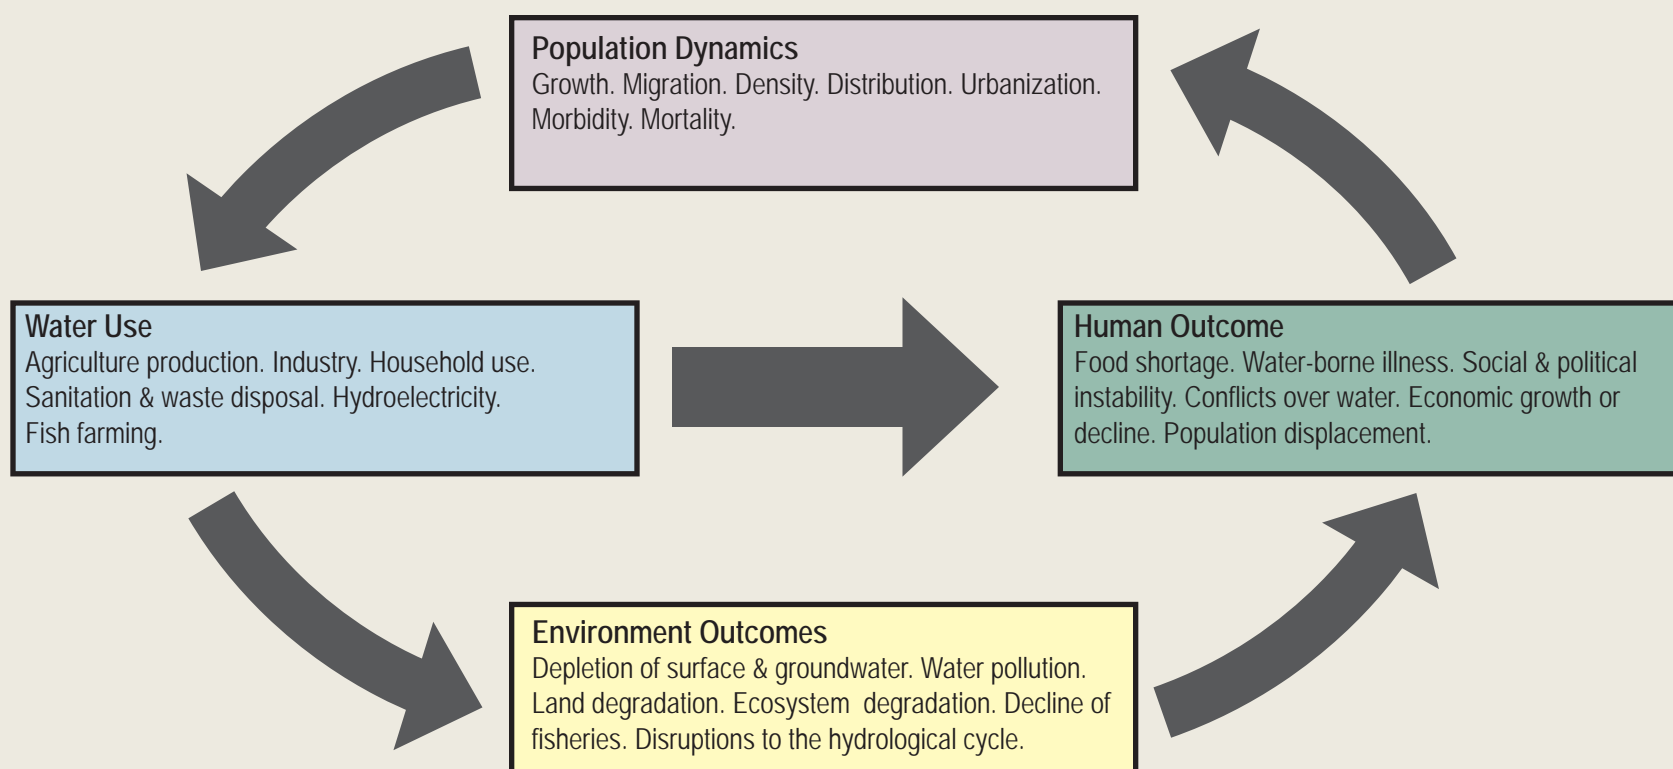 Population Dynamics
Growth. Migration. Density. Distribution. Urbanization.
Morbidity. Mortality.
Water Use
Agriculture production. Industry. Household use.
Sanitation & waste disposal. Hydroelectricity.
Fish farming.
Human Outcome
Food shortage. Water-borne illness. Social & political
instability. Conflicts over water. Economic growth or
decline. Population displacement.
Environment Outcomes
Depletion of surface & groundwater. Water pollution.
Land degradation. Ecosystem degradation. Decline of
fisheries. Disruptions to the hydrological cycle.